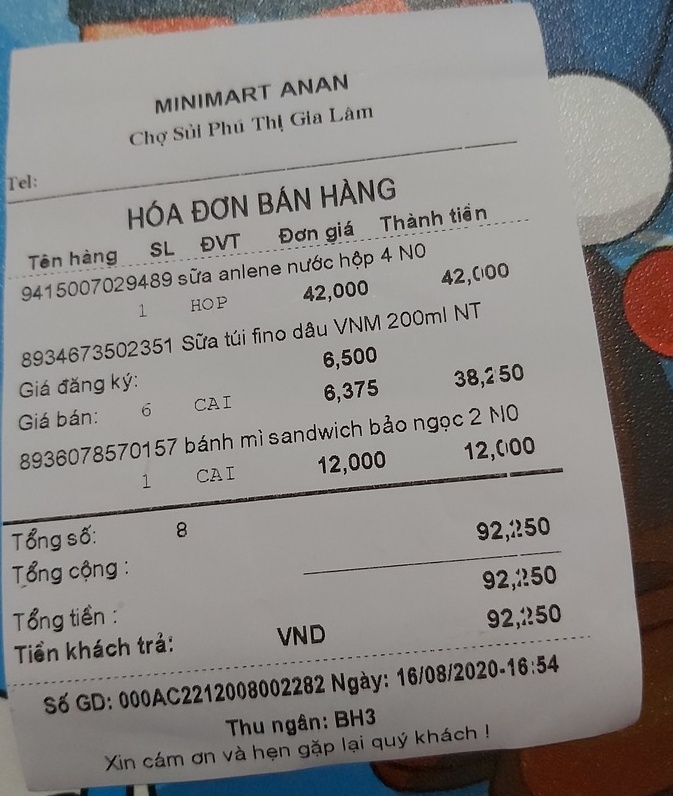 MINIMART ANAN
Chợ Sủi Phú Thị Gia Lâm
Tel:
HÓA ĐƠN BÁN HÀNG
Tên hàng SL ĐVT Đơn giá Thành tiền
9415007029489 sữa anlene nước hộp 4 N0
1 HOP 42,000 42,000
8934673502351 Sữa túi fino dâu VNM 200ml NT
Giá đăng ký: 6,500
Giá bán: 6 CAI 6,375 38,250
8936078570157 bánh mì sandwich bảo ngọc 2 N0
1 CAI 12,000 12,000
Tổng số: 8 92,250
Tổng cộng : 92,250
Tổng tiền : 92,250
Tiền khách trả: VND
Số GD: 000AC2212008002282 Ngày: 16/08/2020-16:54
Thu ngân: BH3
Xin cám ơn và hẹn gặp lại quý khách !